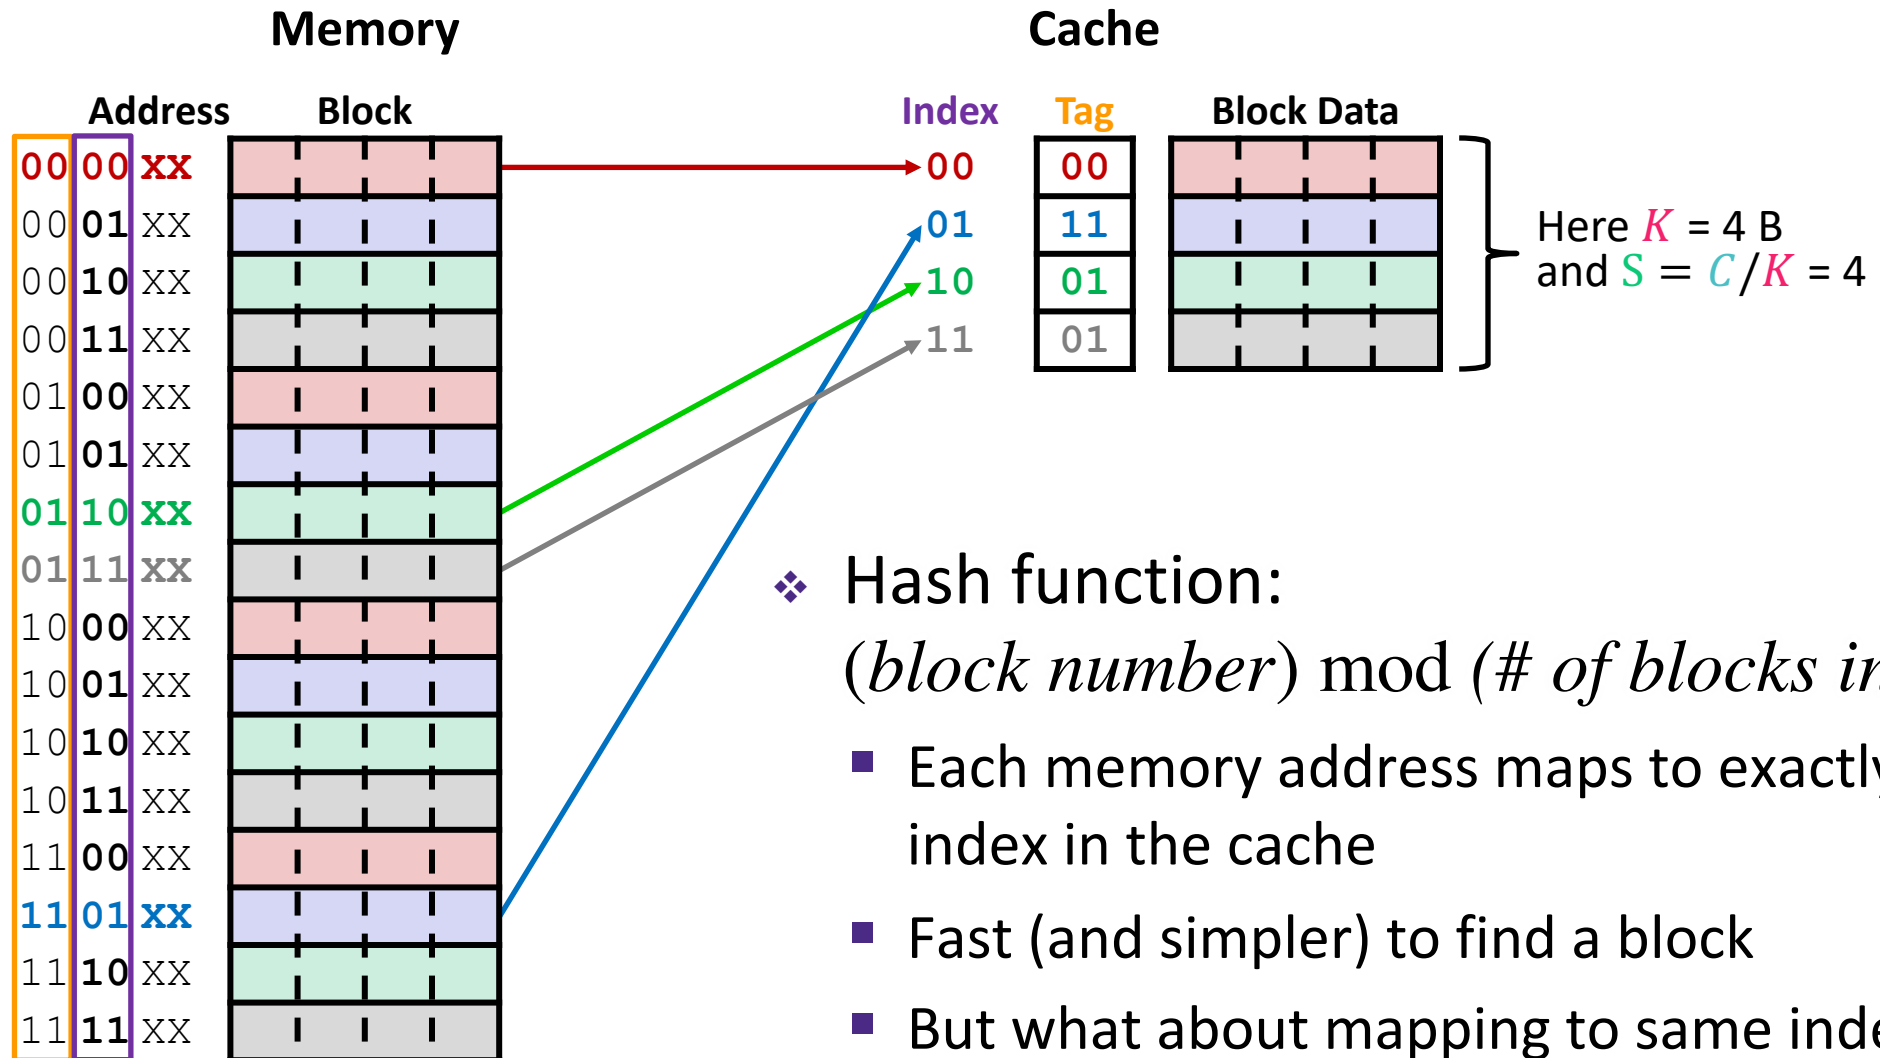 Memory
Cache
Address Block
Index Tag Block Data
00 00 XX
00 01 XX
00 10 XX
00 11 XX
01 00 XX
01 01 XX
01 10 XX
01 11 XX
10 00 XX
10 01 XX
10 10 XX
10 11 XX
11 00 XX
11 01 XX
11 10 XX
11 11 XX
00 00
01 11
10 01
11 01
Here K = 4 B
and S = C/K = 4
❖ Hash function:
(block number) mod (# of blocks in
■ Each memory address maps to exactly
index in the cache
■ Fast (and simpler) to find a block
■ But what about mapping to same inde